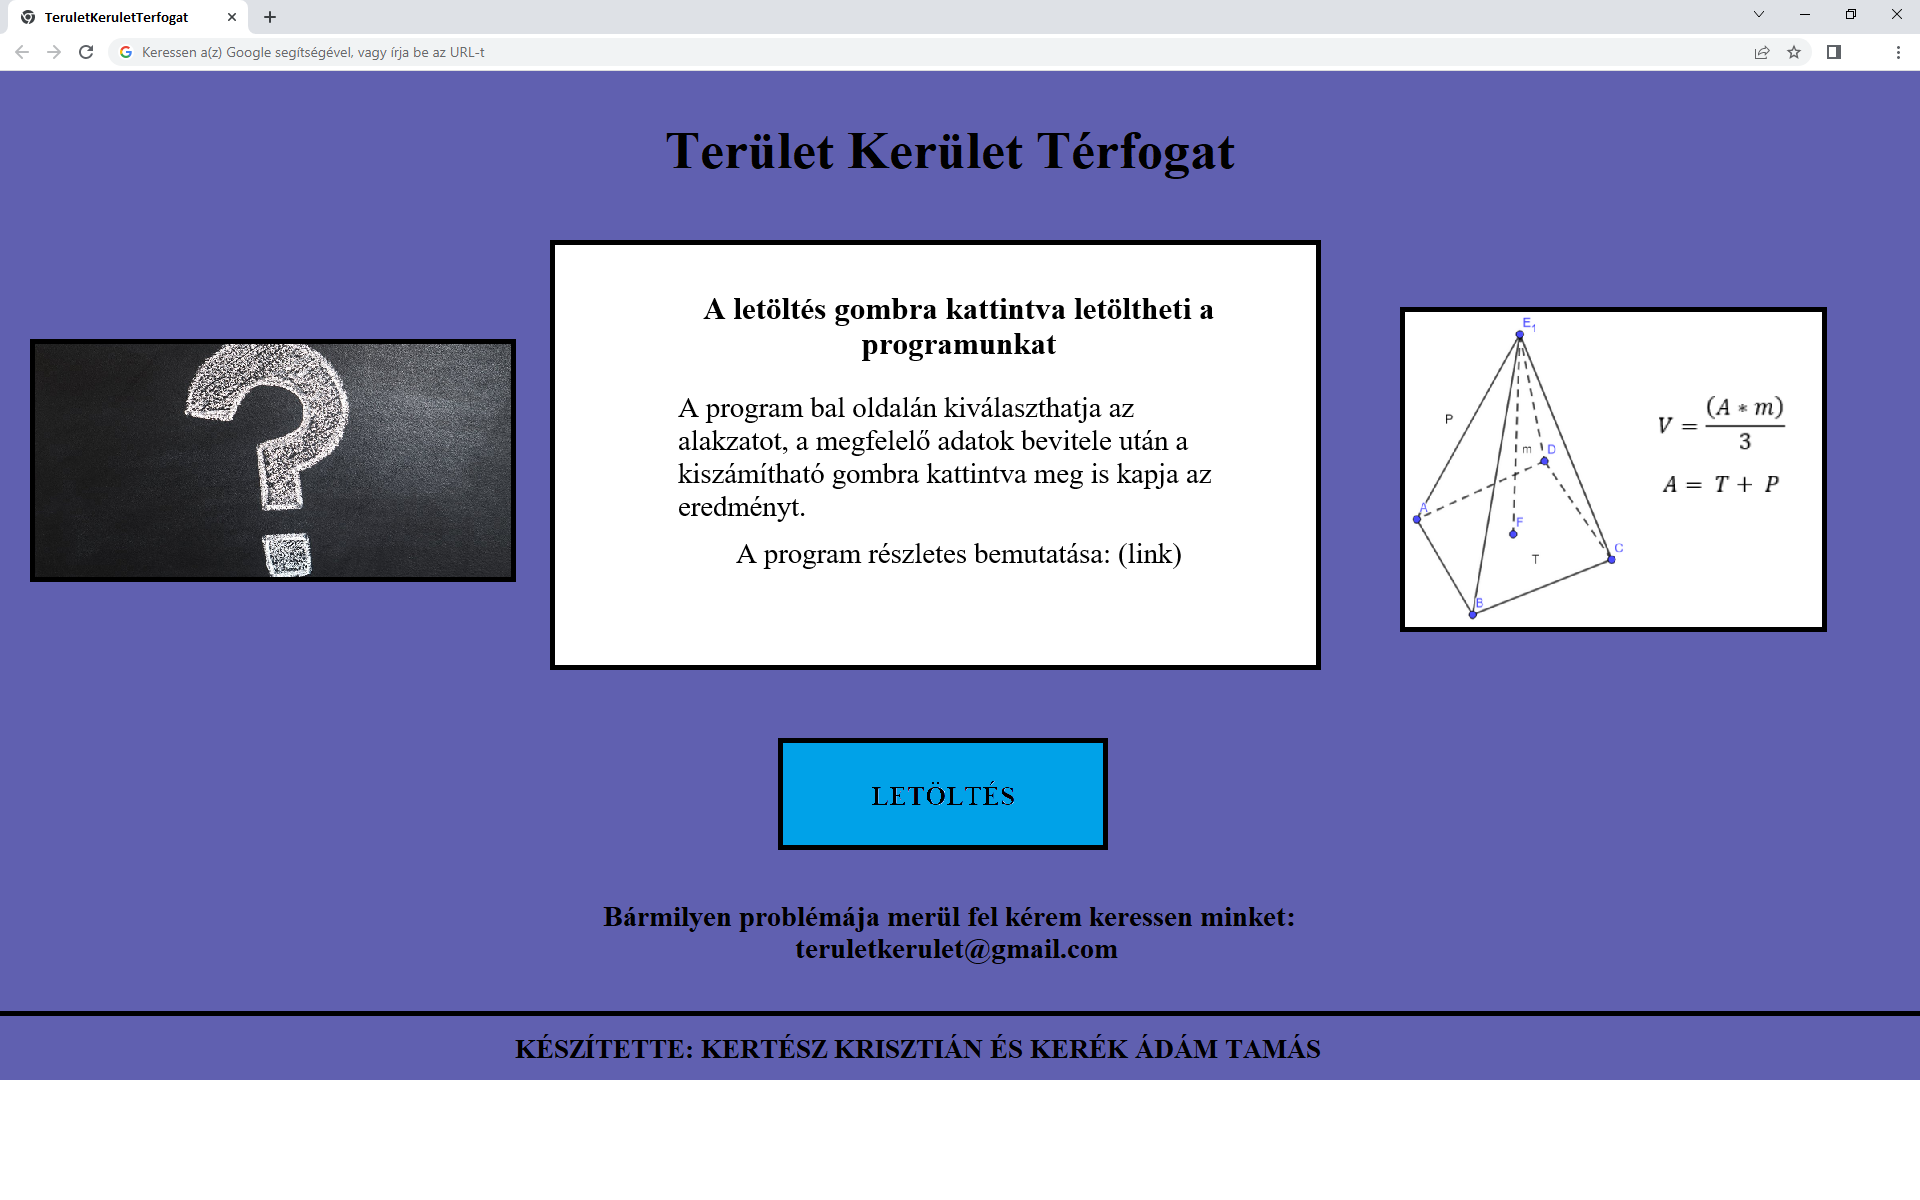 TeruletKeruletTerfogat
Keressen a(z) Google segítségével, vagy írja be az URL-t
Terület Kerület Térfogat
A letöltés gombra kattintva letöltheti a
programunkat
A program bal oldalán kiválaszthatja az
alakzatot, a megfelelő adatok bevitele után a
kiszámítható gombra kattintva meg is kapja az
eredményt.
A program részletes bemutatása: (link)
E₁
P
m
D
A
F
T
C
B
V = (A * m) / 3
A = T + P
LETÖLTÉS
Bármilyen problémája merül fel kérem keressen minket:
teruletkerulet@gmail.com
KÉSZÍTETTE: KERTÉSZ KRISZTIÁN ÉS KERÉK ÁDÁM TAMÁS